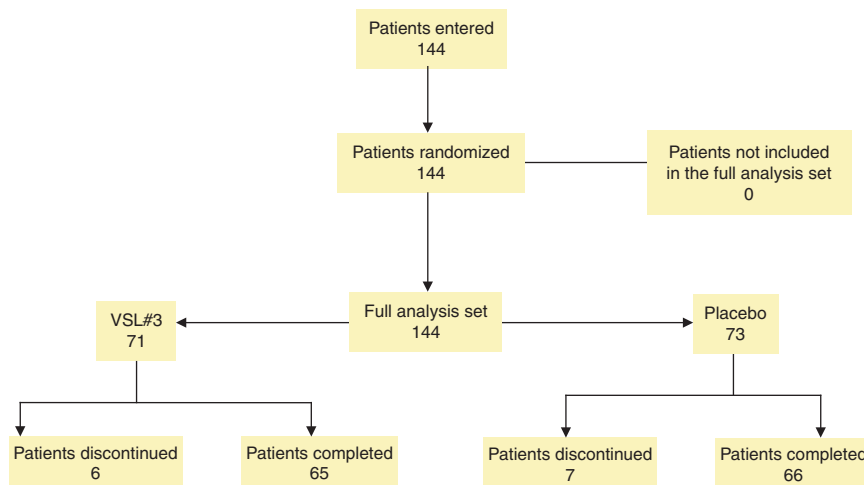 Patients entered
144
Patients randomized
144
Patients not included
in the full analysis set
0
VSL#3
71
Full analysis set
144
Placebo
73
Patients discontinued
6
Patients completed
65
Patients discontinued
7
Patients completed
66